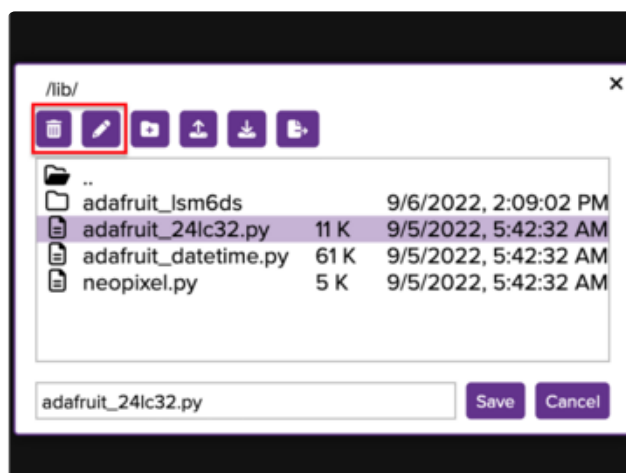 /lib/
×
..
adafruit_lsm6ds 9/6/2022, 2:09:02 PM
adafruit_24lc32.py 11 K 9/5/2022, 5:42:32 AM
adafruit_datetime.py 61 K 9/5/2022, 5:42:32 AM
neopixel.py 5 K 9/5/2022, 5:42:32 AM
adafruit_24lc32.py Save Cancel